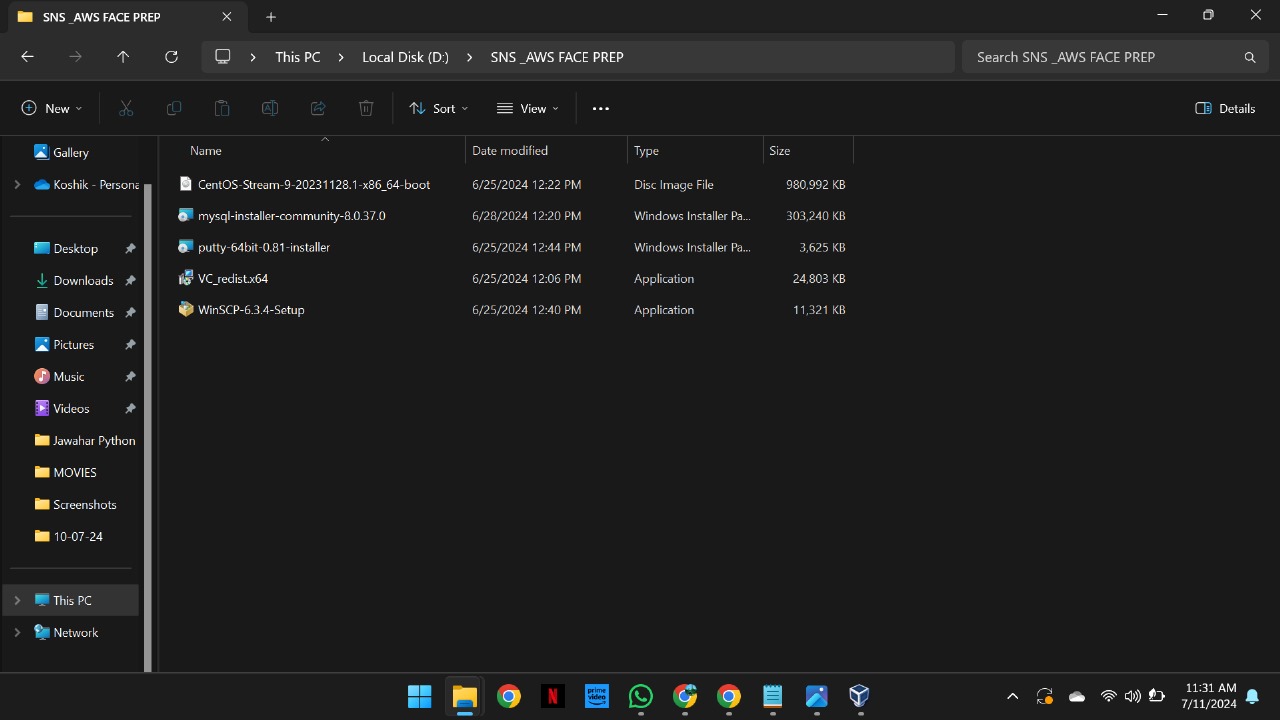 SNS _AWS FACE PREP
This PC
Local Disk (D:)
SNS _AWS FACE PREP
Search SNS _AWS FACE PREP
New
Sort
View
Details
Gallery
Koshik - Persona
Desktop
Downloads
Documents
Pictures
Music
Videos
Jawahar Python
MOVIES
Screenshots
10-07-24
This PC
Network
Name Date modified Type Size
CentOS-Stream-9-20231128.1-x86_64-boot 6/25/2024 12:22 PM Disc Image File 980,992 KB
mysql-installer-community-8.0.37.0 6/28/2024 12:20 PM Windows Installer Pa... 303,240 KB
putty-64bit-0.81-installer 6/25/2024 12:44 PM Windows Installer Pa... 3,625 KB
VC_redist.x64 6/25/2024 12:06 PM Application 24,803 KB
WinSCP-6.3.4-Setup 6/25/2024 12:40 PM Application 11,321 KB
N
prime video
11:31 AM
7/11/2024